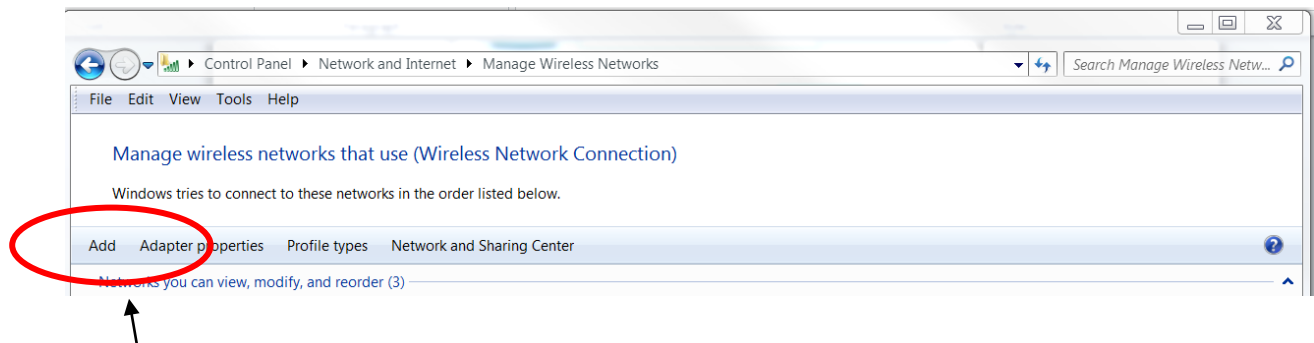 Control Panel ▸ Network and Internet ▸ Manage Wireless Networks
Search Manage Wireless Netw...
File Edit View Tools Help
Manage wireless networks that use (Wireless Network Connection)
Windows tries to connect to these networks in the order listed below.
Add Adapter properties Profile types Network and Sharing Center
Networks you can view, modify, and reorder (3)